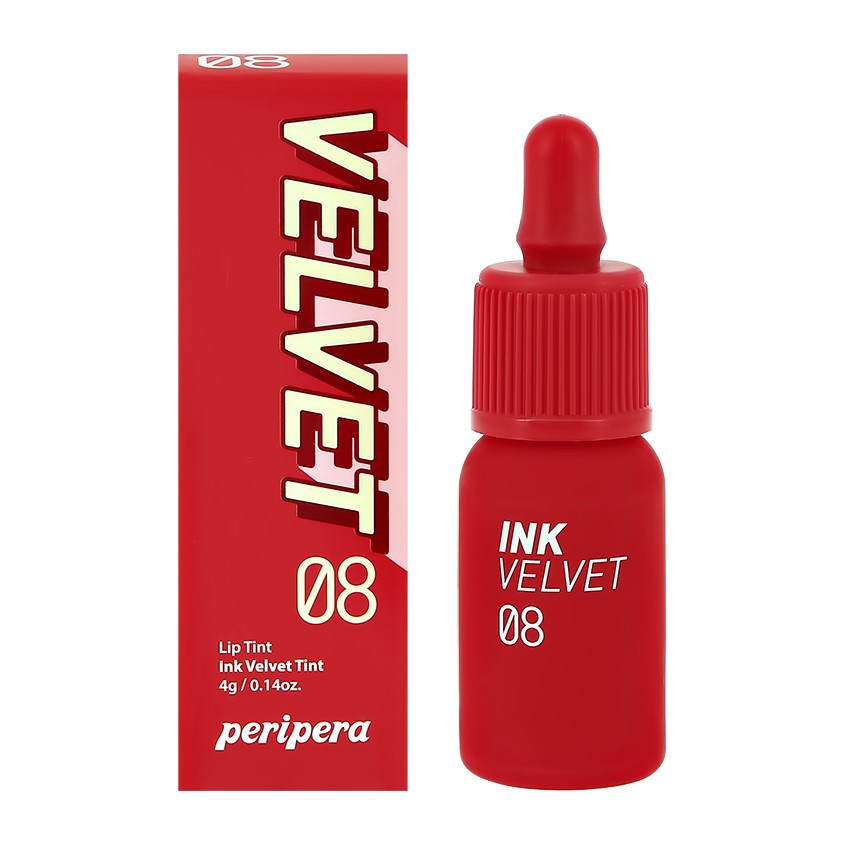 08
VELVET
08
Lip Tint
Ink Velvet Tint
4g / 0.14oz.
peripera
INK
VELVET
08